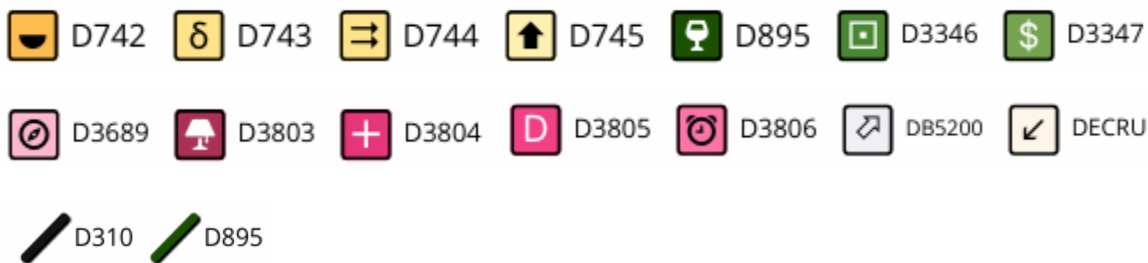 δ D742 D743 D744 D745 D895 D3346 $ D3347
D3689 D3803 D3804 D D3805 D3806 DB5200 DECRU
D310 D895